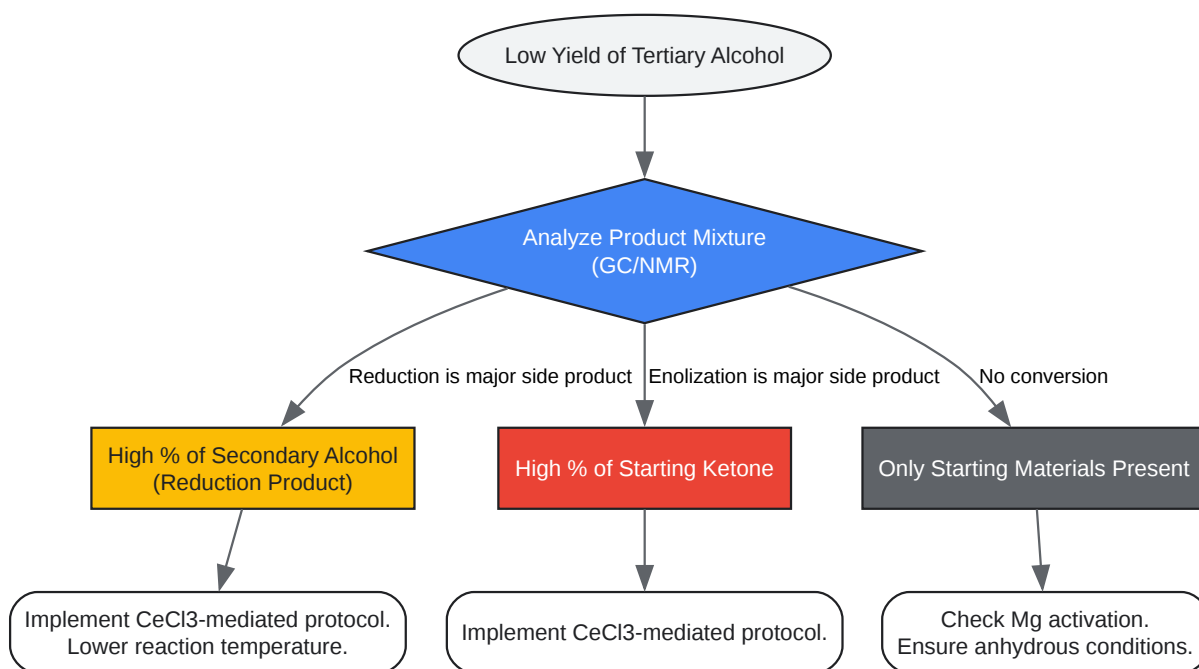 Low Yield of Tertiary Alcohol
Analyze Product Mixture
(GC/NMR)
Reduction is major side product
Enolization is major side product
No conversion
High % of Secondary Alcohol
(Reduction Product)
High % of Starting Ketone
Only Starting Materials Present
Implement CeCl3-mediated protocol.
Lower reaction temperature.
Implement CeCl3-mediated protocol.
Check Mg activation.
Ensure anhydrous conditions.